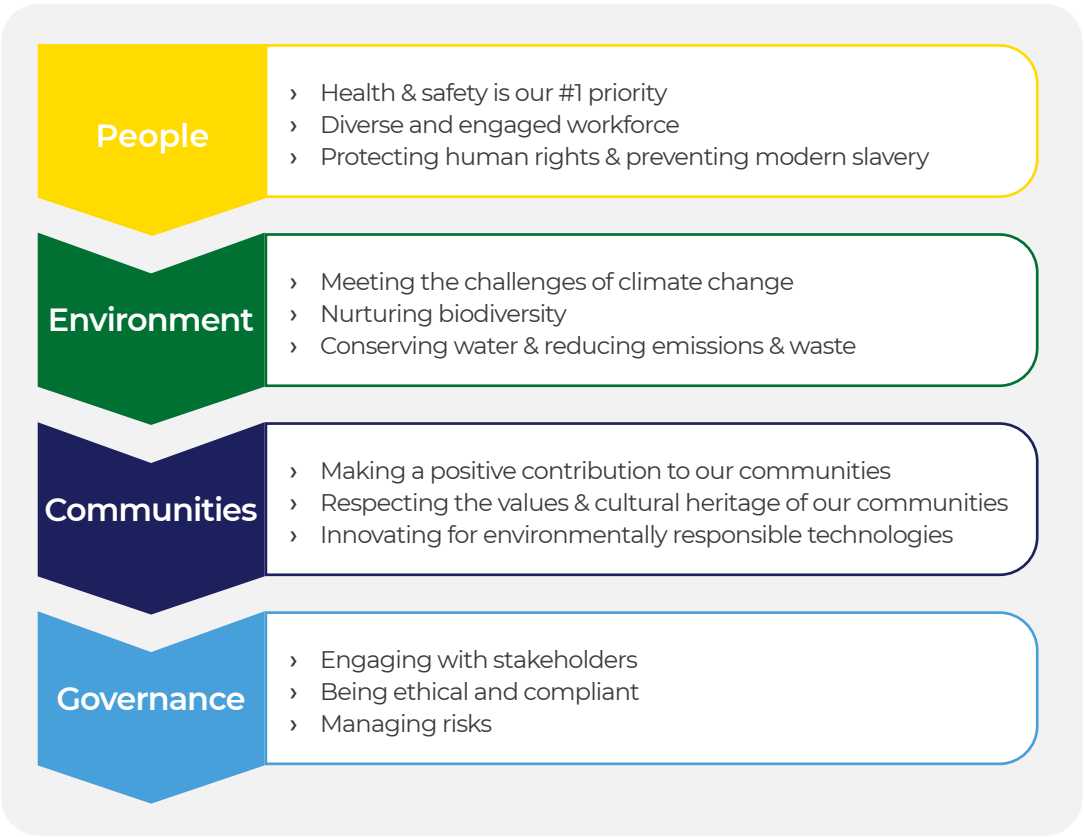 People
› Health & safety is our #1 priority
› Diverse and engaged workforce
› Protecting human rights & preventing modern slavery
Environment
› Meeting the challenges of climate change
› Nurturing biodiversity
› Conserving water & reducing emissions & waste
Communities
› Making a positive contribution to our communities
› Respecting the values & cultural heritage of our communities
› Innovating for environmentally responsible technologies
Governance
› Engaging with stakeholders
› Being ethical and compliant
› Managing risks